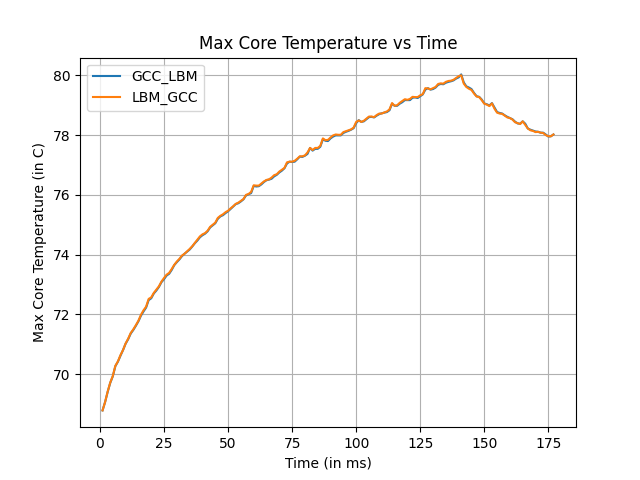 Max Core Temperature vs Time
GCC_LBM
LBM_GCC
Max Core Temperature (in C)
80
78
76
74
72
70
0 25 50 75 100 125 150 175
Time (in ms)